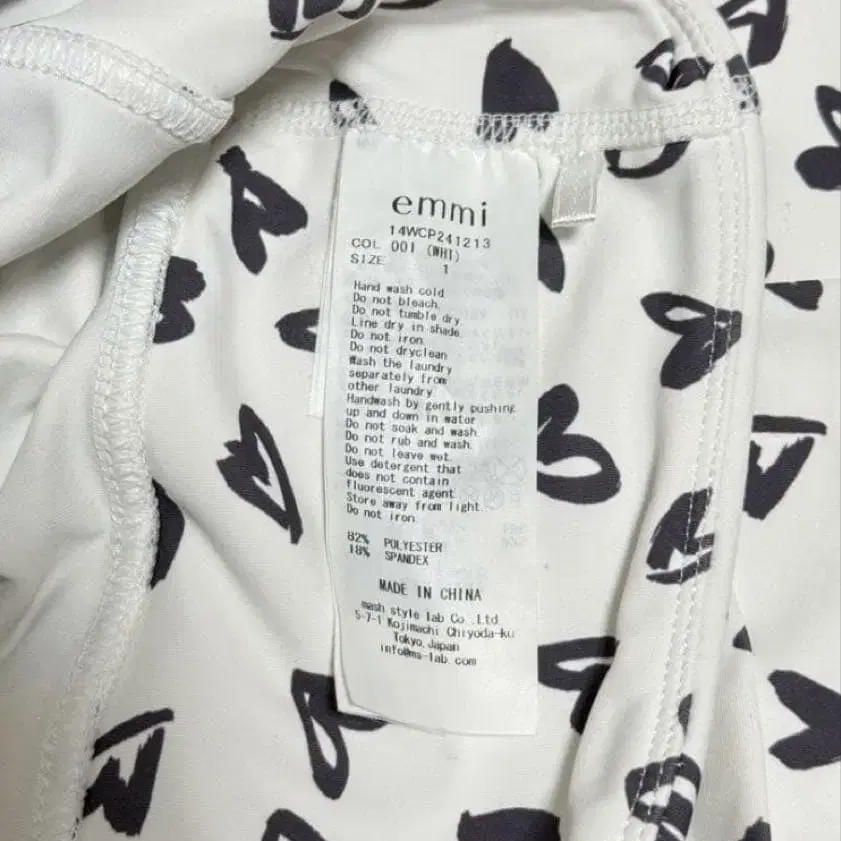 emmi
14WCP241213
COL 001 (WHI)
SIZE 1
Hand wash cold
Do not bleach.
Do not tumble dry.
Line dry in shade.
Do not iron.
Do not dryclean
Wash the laundry
separately from
other laundry
Handwash by gently pushing
up and down in water
Do not soak and wash.
Do not rub and wash.
Do not leave wet.
Use detergent that
does not contain
fluorescent agent
Store away from light.
Do not iron
82% POLYESTER
18% SPANDEX
MADE IN CHINA
mash style lab Co.,Ltd.
5-7-1 Kojimachi Chiyoda-ku
Tokyo,Japan
info@ms-lab.com